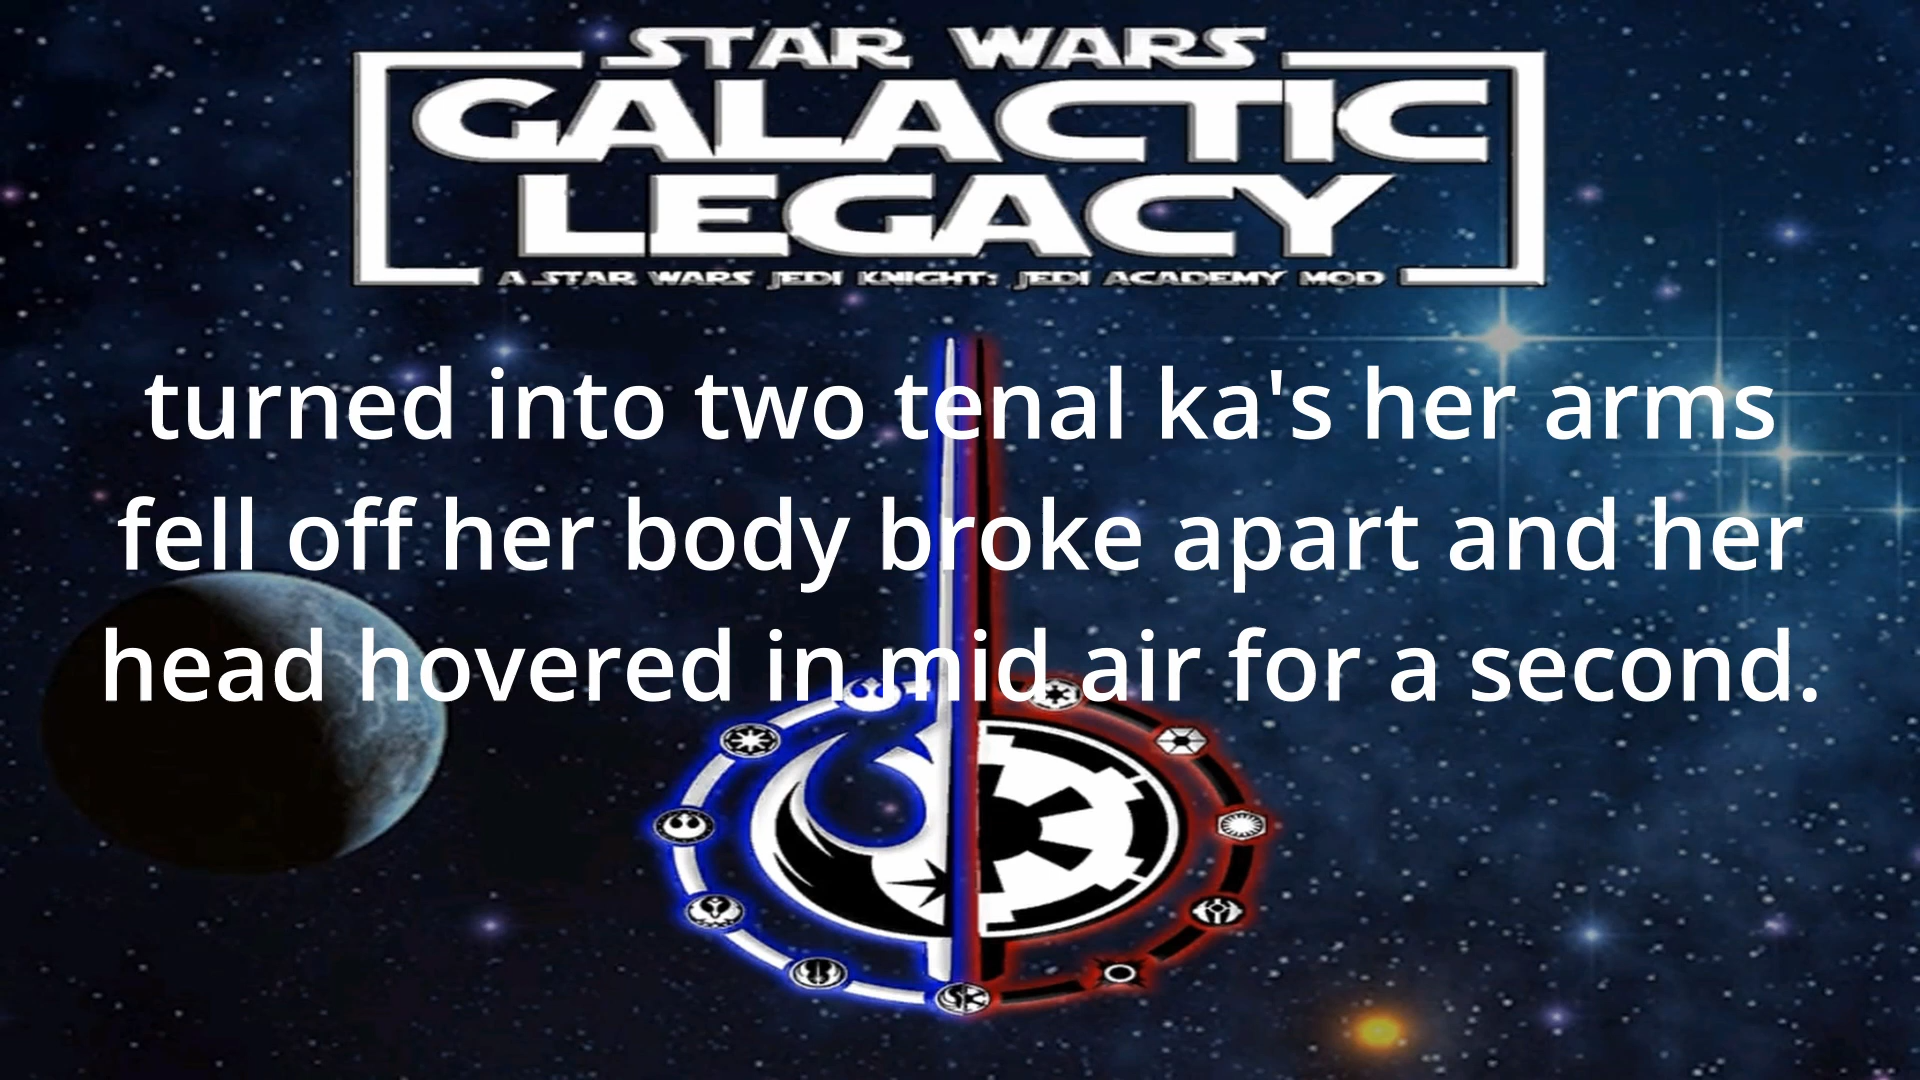 STAR WARS
GALACTIC
LEGACY
A STAR WARS JEDI KNIGHT: JEDI ACADEMY MOD
turned into two tenal ka's her arms
fell off her body broke apart and her
head hovered in mid air for a second.